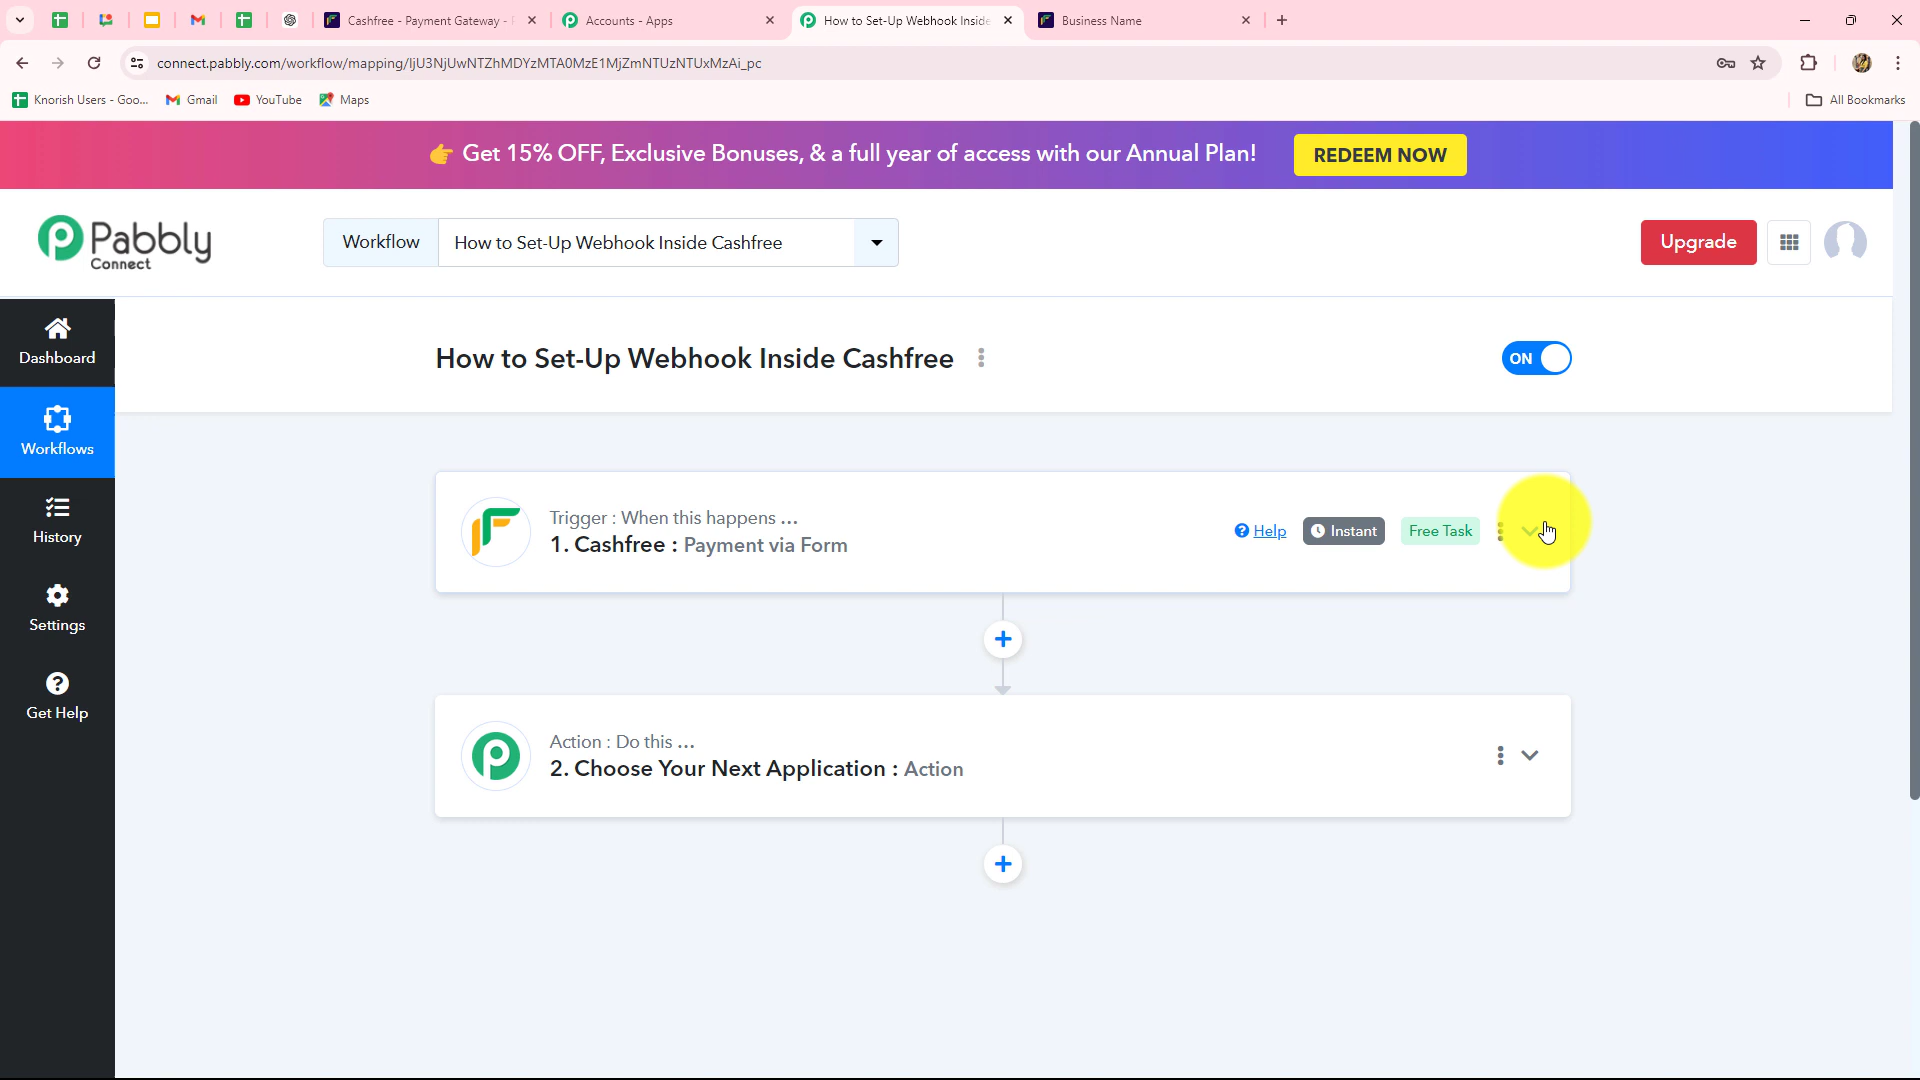 Cashfree - Payment Gateway -
Accounts - Apps
How to Set-Up Webhook Inside
Business Name
connect.pabbly.com/workflow/mapping/IjU3NjUwNTZhMDYzMTA0MzE1MjZmNTUzNTUxMzAi_pc
Knorish Users - Goo...
Gmail
YouTube
Maps
All Bookmarks
Get 15% OFF, Exclusive Bonuses, & a full year of access with our Annual Plan!
REDEEM NOW
Pabbly
Connect
Workflow
How to Set-Up Webhook Inside Cashfree
Upgrade
Dashboard
Workflows
History
Settings
Get Help
How to Set-Up Webhook Inside Cashfree
ON
Trigger : When this happens ...
1. Cashfree : Payment via Form
Help
Instant
Free Task
Action : Do this ...
2. Choose Your Next Application : Action